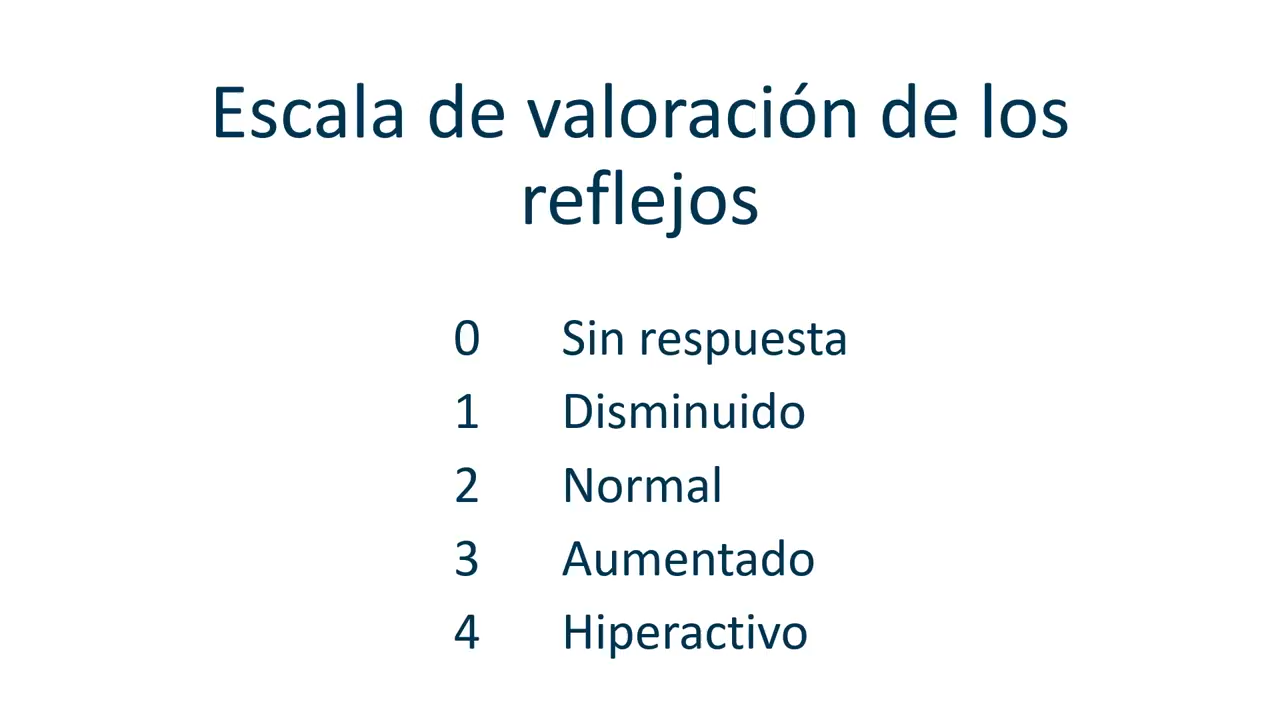 Escala de valoración de los
reflejos
0 Sin respuesta
1 Disminuido
2 Normal
3 Aumentado
4 Hiperactivo